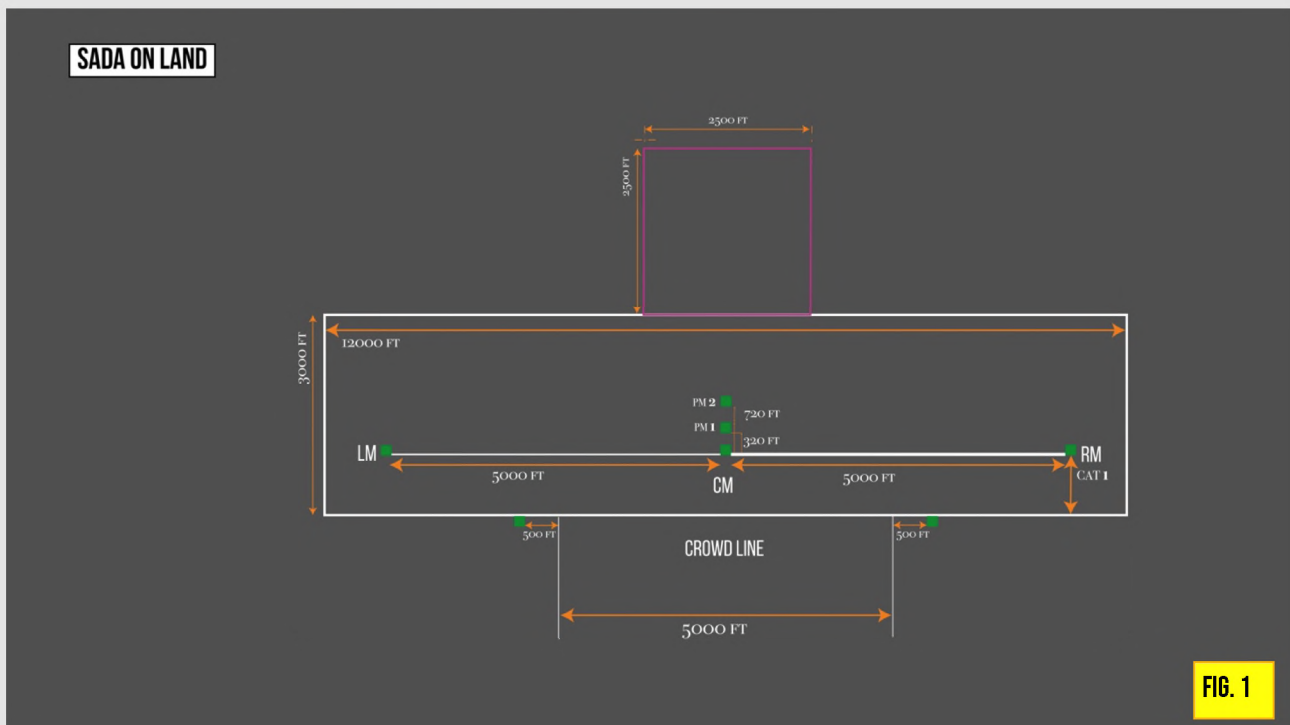 SADA ON LAND
2500 FT
2500 FT
3000 FT
12000 FT
PM 2
720 FT
PM 1
320 FT
LM
RM
5000 FT
CM
5000 FT
CAT 1
500 FT
CROWD LINE
500 FT
5000 FT
FIG. 1